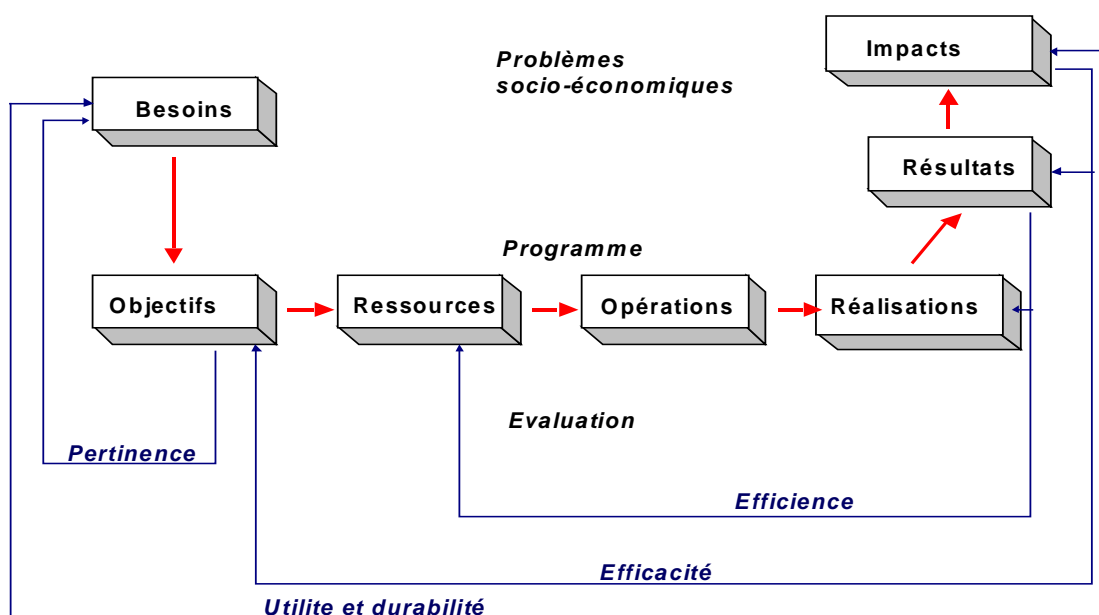 Impacts
Problèmes
socio-économiques
Besoins
Résultats
Programme
Objectifs
Ressources
Opérations
Réalisations
Evaluation
Pertinence
Efficience
Efficacité
Utilite et durabilité